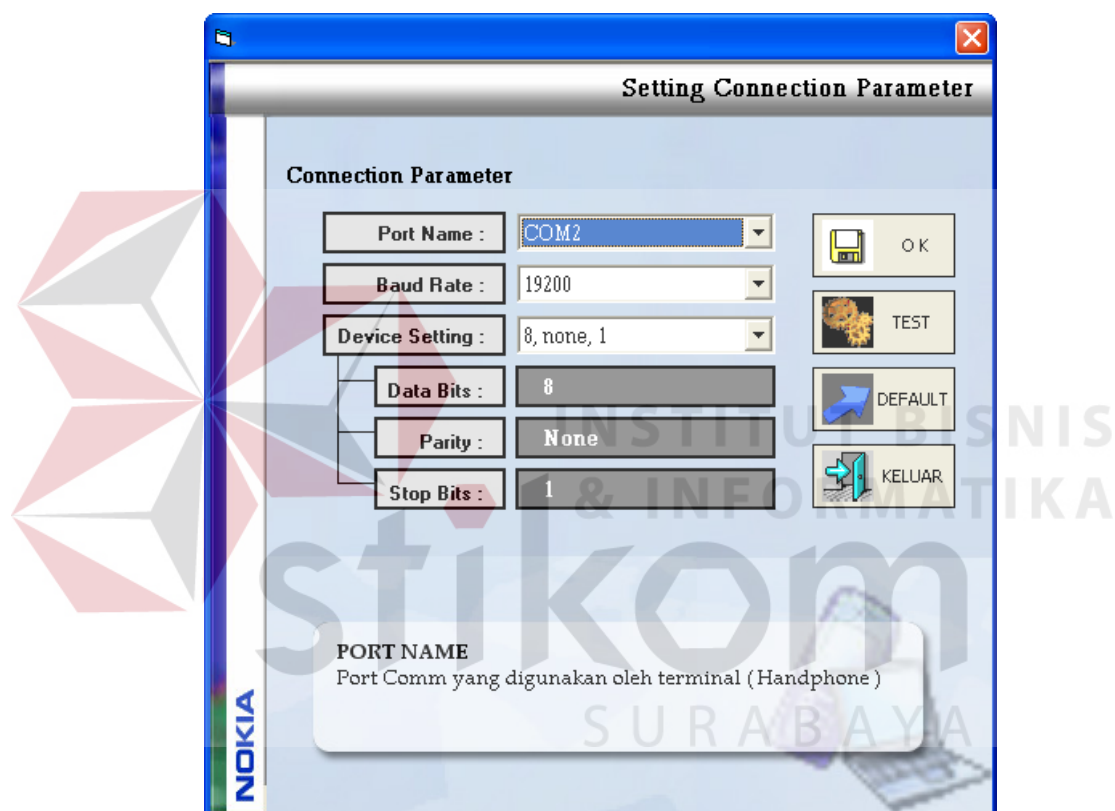 Setting Connection Parameter
Connection Parameter
Port Name : COM2
OK
Baud Rate : 19200
TEST
Device Setting : 8, none, 1
Data Bits : 8
DEFAULT
Parity : None
Stop Bits : 1
KELUAR
INSTITUT BISNIS
& INFORMATIKA
stikom
SURABAYA
PORT NAME
Port Comm yang digunakan oleh terminal ( Handphone )
NOKIA